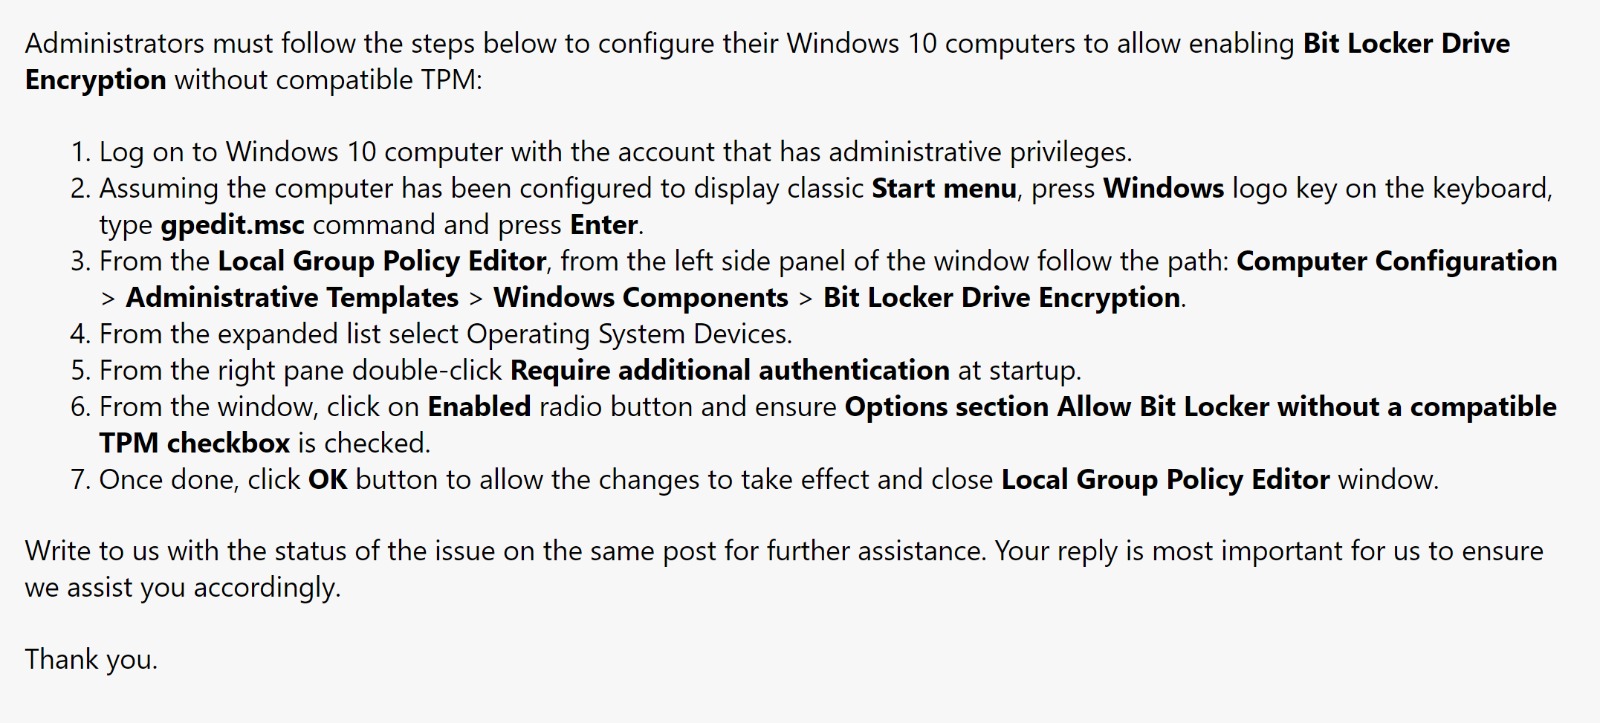 Administrators must follow the steps below to configure their Windows 10 computers to allow enabling Bit Locker Drive
Encryption without compatible TPM:
1. Log on to Windows 10 computer with the account that has administrative privileges.
2. Assuming the computer has been configured to display classic Start menu, press Windows logo key on the keyboard,
type gpedit.msc command and press Enter.
3. From the Local Group Policy Editor, from the left side panel of the window follow the path: Computer Configuration
> Administrative Templates > Windows Components > Bit Locker Drive Encryption.
4. From the expanded list select Operating System Devices.
5. From the right pane double-click Require additional authentication at startup.
6. From the window, click on Enabled radio button and ensure Options section Allow Bit Locker without a compatible
TPM checkbox is checked.
7. Once done, click OK button to allow the changes to take effect and close Local Group Policy Editor window.
Write to us with the status of the issue on the same post for further assistance. Your reply is most important for us to ensure
we assist you accordingly.
Thank you.